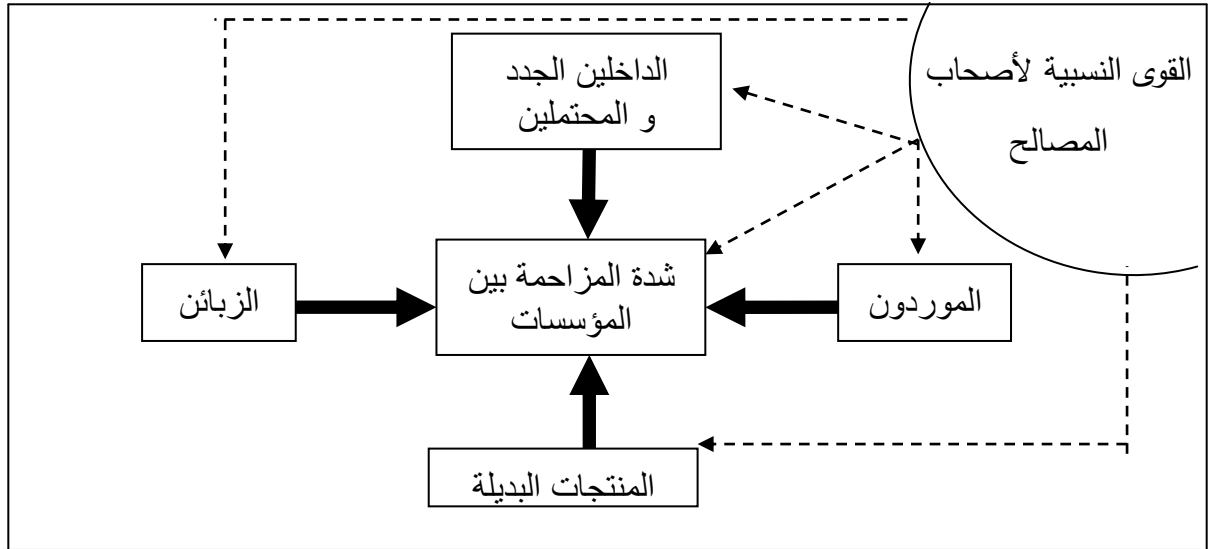 القوى النسبية لأصحاب
المصالح
الداخلين الجدد
و المحتملين
الموردون
شدة المزاحمة بين
المؤسسات
الزبائن
المنتجات البديلة